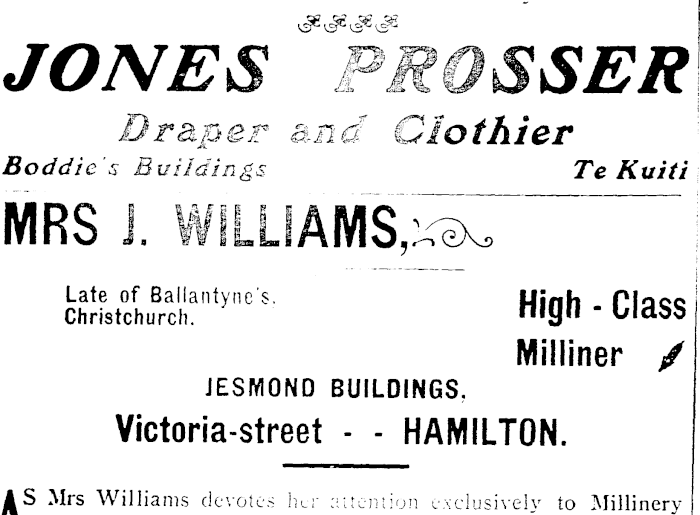 JONES PROSSER
Draper and Clothier
Boddie's Buildings Te Kuiti
MRS J. WILLIAMS,
Late of Ballantyne's,
Christchurch.
High - Class
Milliner
JESMOND BUILDINGS,
Victoria-street - - HAMILTON.
AS Mrs Williams devotes her attention exclusively to Millinery